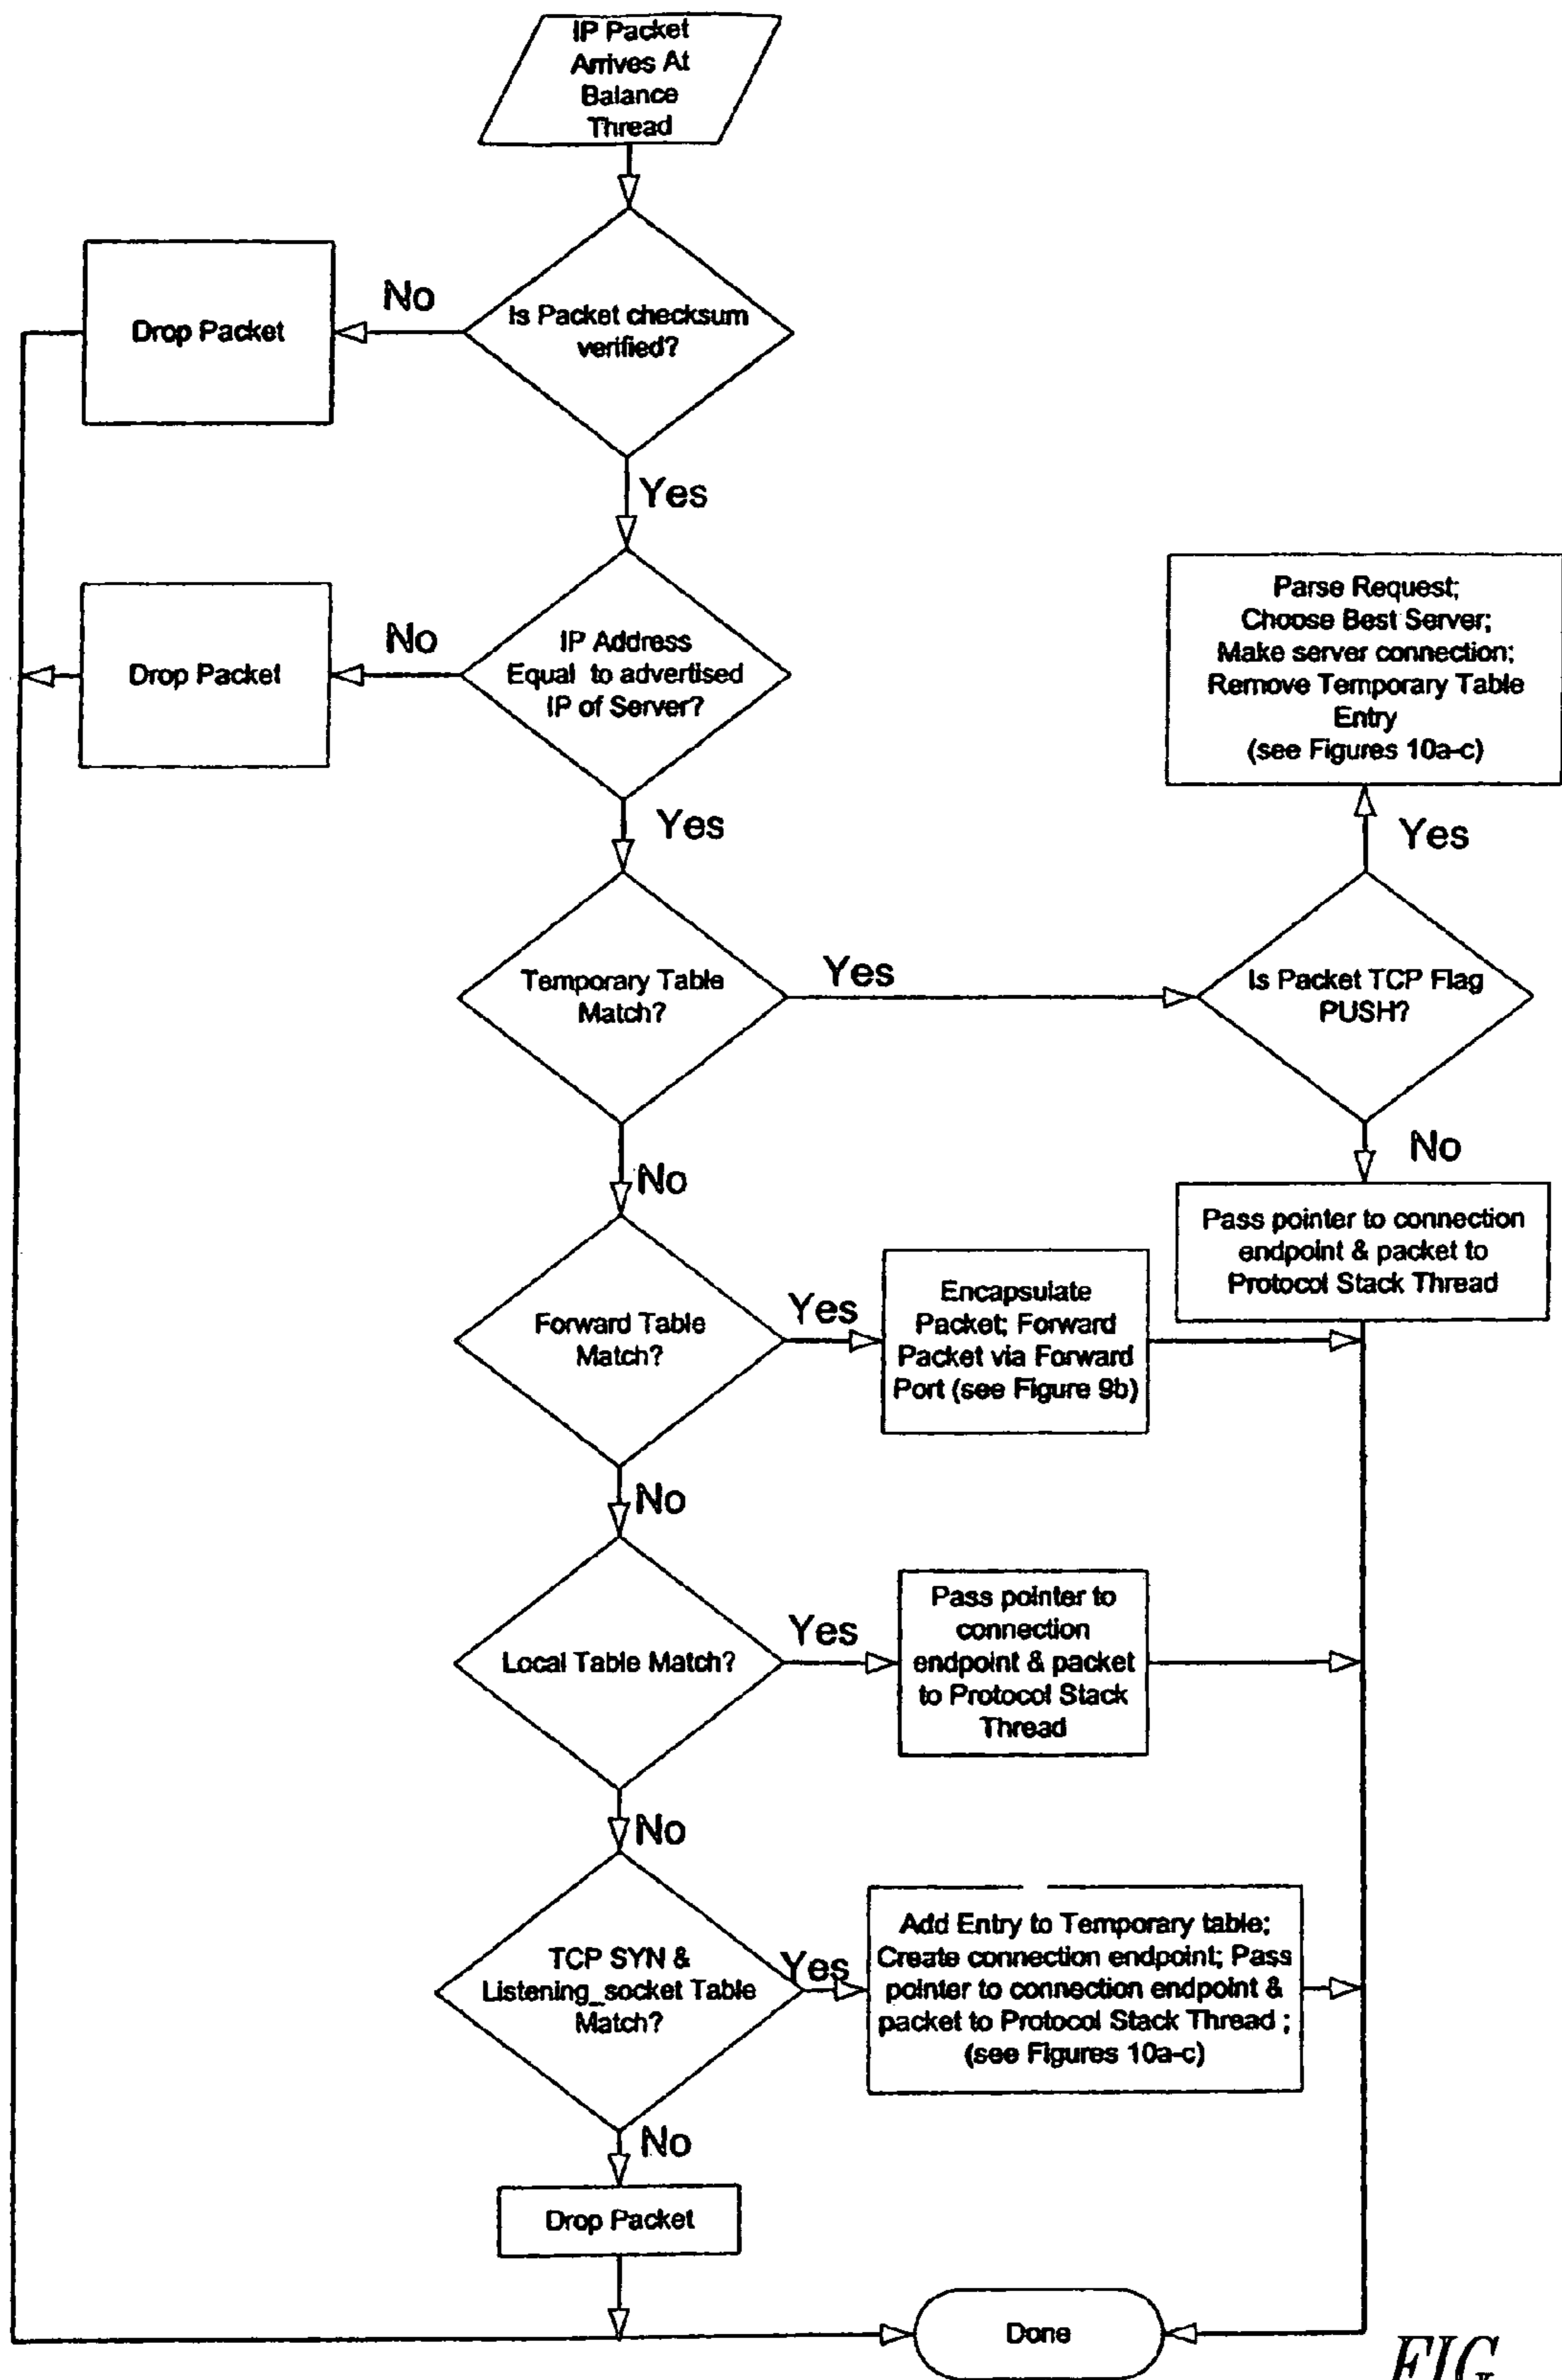 IP Packet
Arrives At
Balance
Thread
No
Is Packet checksum
verified?
Drop Packet
Yes
Parse Request;
Choose Best Server;
Make server connection;
Remove Temporary Table
Entry
(see Figures 10a-c)
No
IP Address
Equal to advertised
IP of Server?
Drop Packet
Yes
Yes
Temporary Table
Match?
Yes
Is Packet TCP Flag
PUSH?
No
No
Pass pointer to connection
endpoint & packet to
Protocol Stack Thread
Forward Table
Match?
Yes
Encapsulate
Packet; Forward
Packet via Forward
Port (see Figure 9b)
No
Local Table Match?
Yes
Pass pointer to
connection
endpoint & packet
to Protocol Stack
Thread
No
TCP SYN &
Listening_socket Table
Match?
Yes
Add Entry to Temporary table;
Create connection endpoint; Pass
pointer to connection endpoint &
packet to Protocol Stack Thread ;
(see Figures 10a-c)
No
Drop Packet
Done
FIG